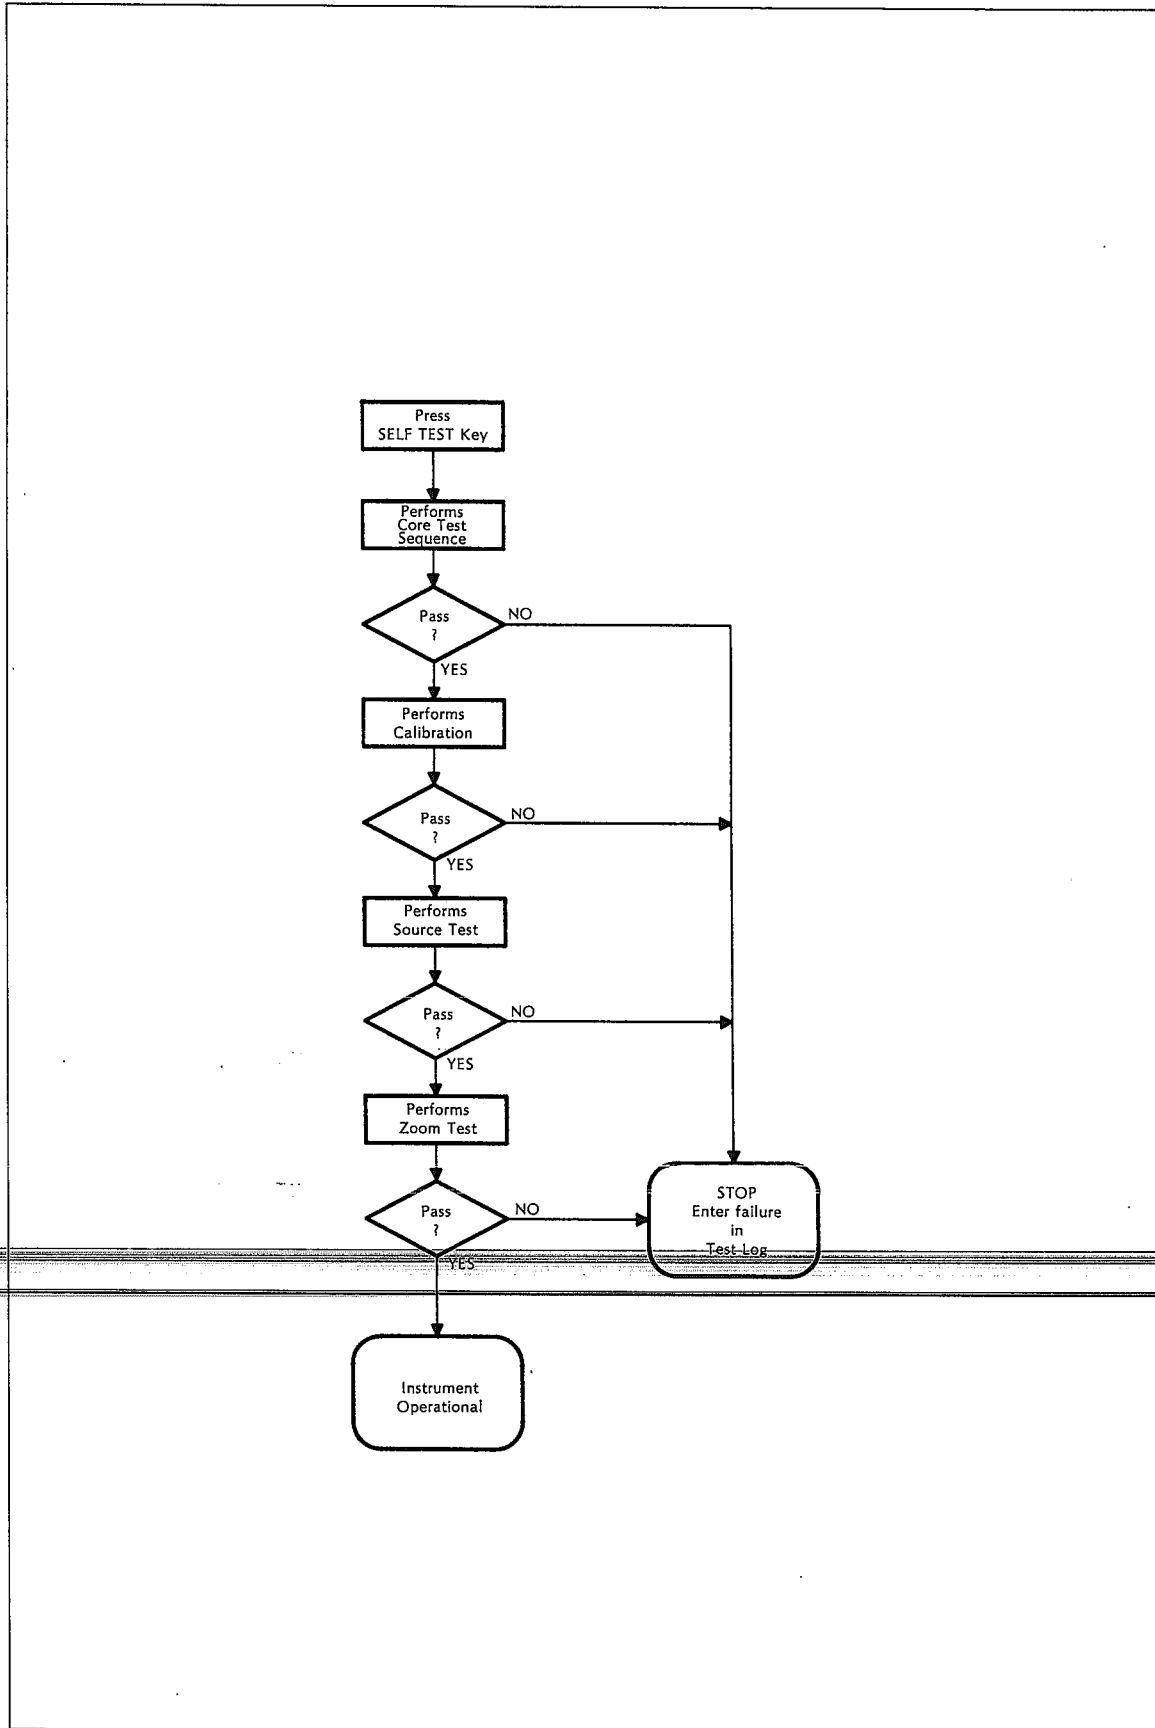 Press
SELF TEST Key
Performs
Core Test
Sequence
Pass
?
NO
YES
Performs
Calibration
Pass
?
NO
YES
Performs
Source Test
Pass
?
NO
YES
Performs
Zoom Test
Pass
?
NO
YES
STOP
Enter failure
in
Test Log
Instrument
Operational